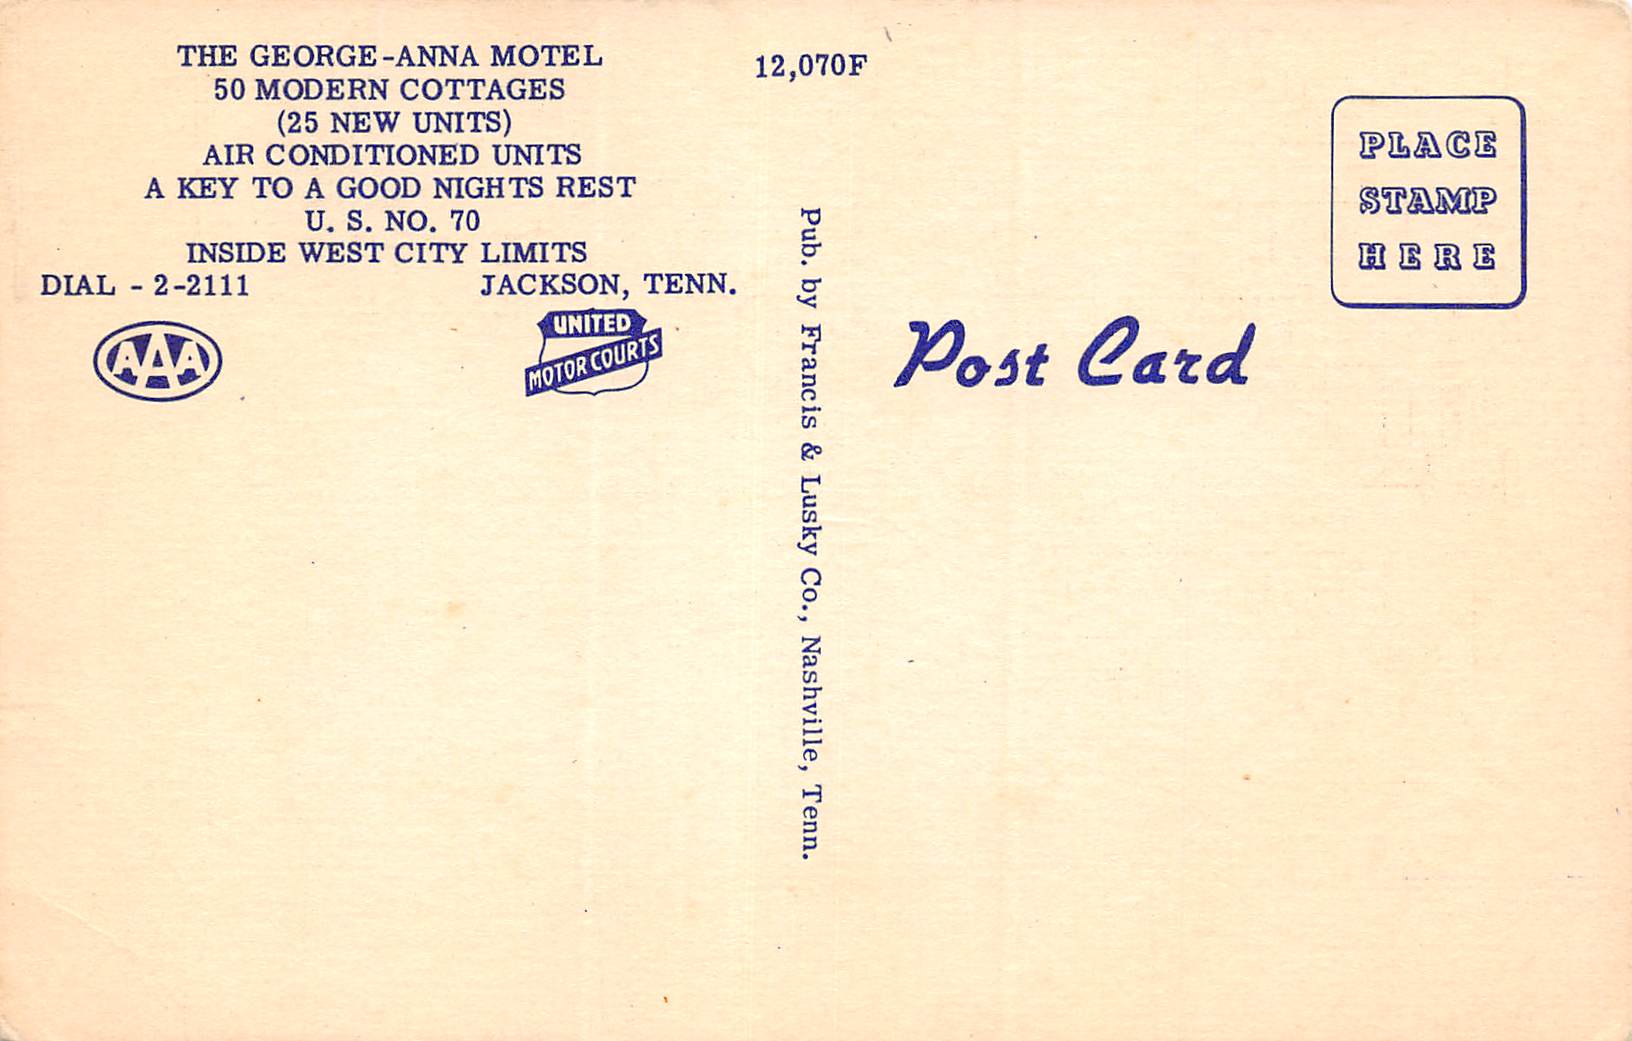 THE GEORGE-ANNA MOTEL
50 MODERN COTTAGES
(25 NEW UNITS)
AIR CONDITIONED UNITS
A KEY TO A GOOD NIGHTS REST
U. S. NO. 70
INSIDE WEST CITY LIMITS
DIAL - 2-2111 JACKSON, TENN.
AAA
UNITED
MOTOR COURTS
12,070F
Pub. by Francis & Lusky Co., Nashville, Tenn.
PLACE
STAMP
HERE
Post Card